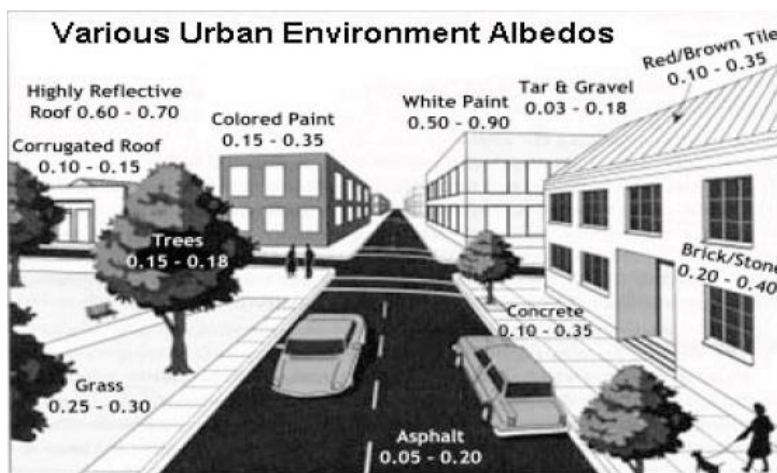 Various Urban Environment Albedos
Highly Reflective
Roof 0.60 - 0.70
Corrugated Roof
0.10 - 0.15
Colored Paint
0.15 - 0.35
White Paint
0.50 - 0.90
Tar & Gravel
0.03 - 0.18
Red/Brown Tile
0.10 - 0.35
Trees
0.15 - 0.18
Brick/Stone
0.20 - 0.40
Concrete
0.10 - 0.35
Grass
0.25 - 0.30
Asphalt
0.05 - 0.20